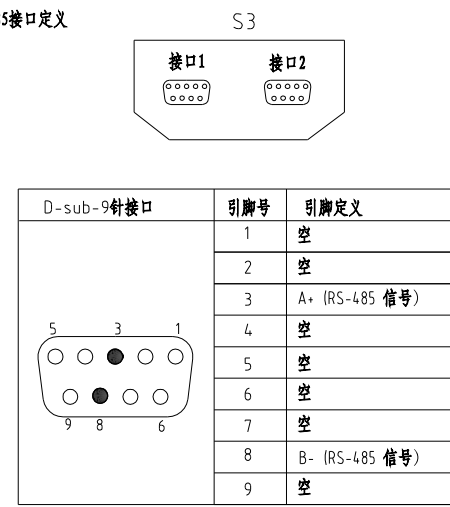 5接口定义
S3
接口1 接口2
D-sub-9针接口 引脚号 引脚定义
1 空
2 空
3 A+ (RS-485 信号)
4 空
5 空
6 空
7 空
8 B- (RS-485 信号)
9 空
5 3 1
9 8 6